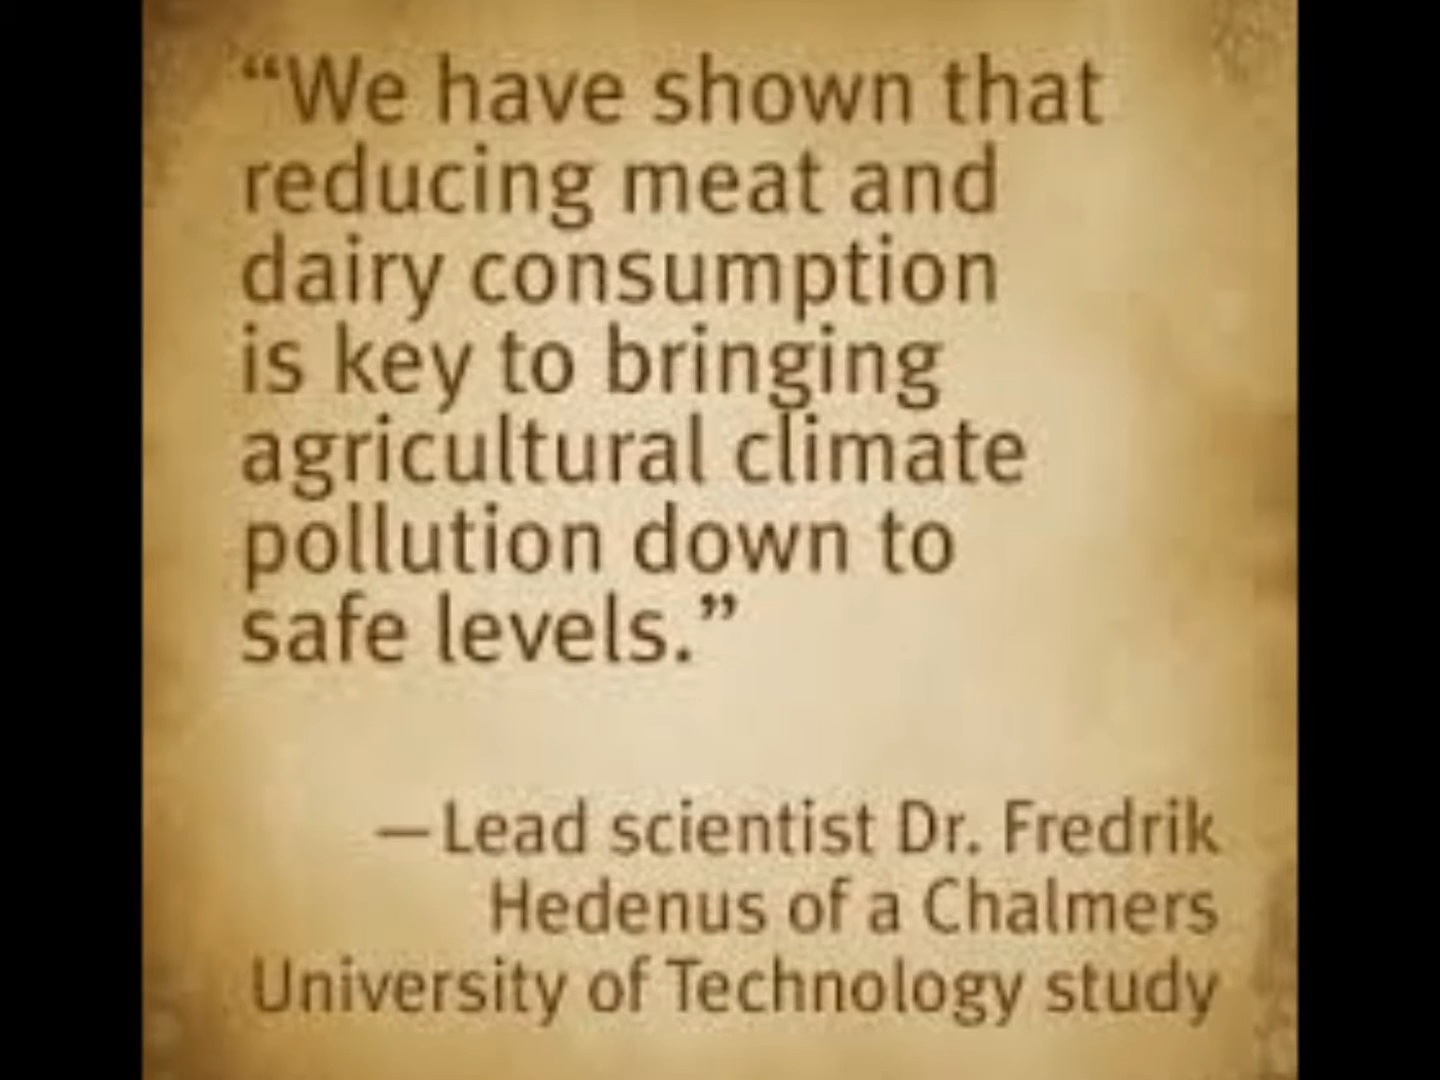 “We have shown that
reducing meat and
dairy consumption
is key to bringing
agricultural climate
pollution down to
safe levels.”
—Lead scientist Dr. Fredrik
Hedenus of a Chalmers
University of Technology study